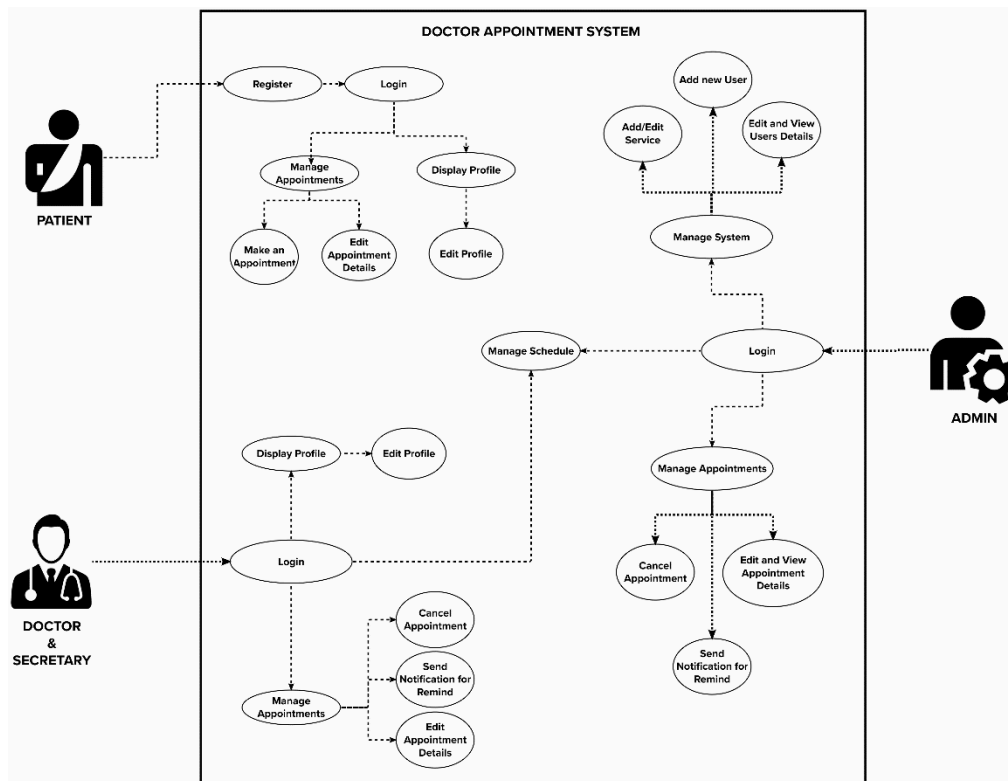 DOCTOR APPOINTMENT SYSTEM
Register
Login
Add new User
Add/Edit
Service
Edit and View
Users Details
PATIENT
Manage
Appointments
Display Profile
Make an
Appointment
Edit
Appointment
Details
Edit Profile
Manage System
Manage Schedule
Login
ADMIN
Display Profile
Edit Profile
Manage Appointments
Login
Cancel
Appointment
Edit and View
Appointment
Details
DOCTOR
&
SECRETARY
Cancel
Appointment
Send
Notification for
Remind
Send
Notification for
Remind
Manage
Appointments
Edit
Appointment
Details